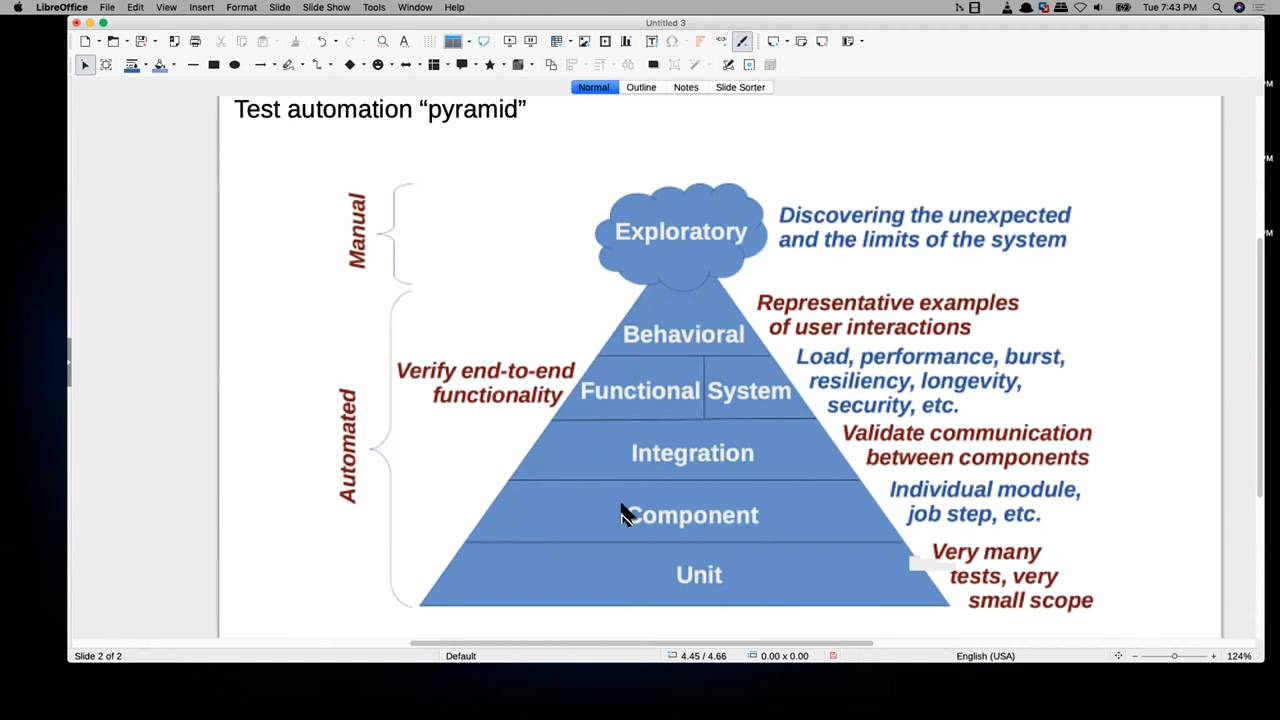 LibreOffice File Edit View Insert Format Slide Slide Show Tools Window Help Tue 7:43 PM
Untitled 3
Normal Outline Notes Slide Sorter
Test automation “pyramid”
Manual
Exploratory
Discovering the unexpected
and the limits of the system
Automated
Behavioral
Representative examples
of user interactions
Verify end-to-end
functionality
Functional
System
Load, performance, burst,
resiliency, longevity,
security, etc.
Integration
Validate communication
between components
Component
Individual module,
job step, etc.
Unit
Very many
tests, very
small scope
Slide 2 of 2 Default 4.45 / 4.66 0.00 x 0.00 English (USA) 124%